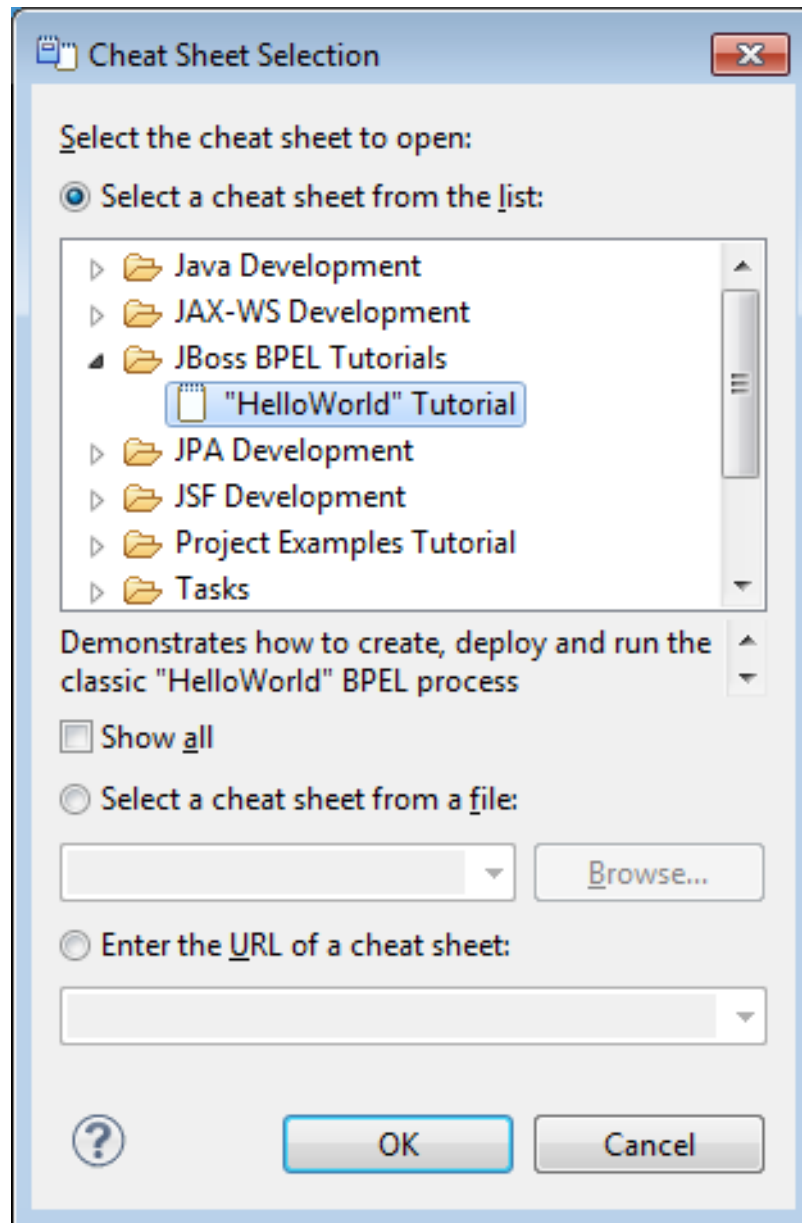 Cheat Sheet Selection
Select the cheat sheet to open:
Select a cheat sheet from the list:
Java Development
JAX-WS Development
JBoss BPEL Tutorials
"HelloWorld" Tutorial
JPA Development
JSF Development
Project Examples Tutorial
Tasks
Demonstrates how to create, deploy and run the
classic "HelloWorld" BPEL process
Show all
Select a cheat sheet from a file:
Browse...
Enter the URL of a cheat sheet:
?
OK
Cancel